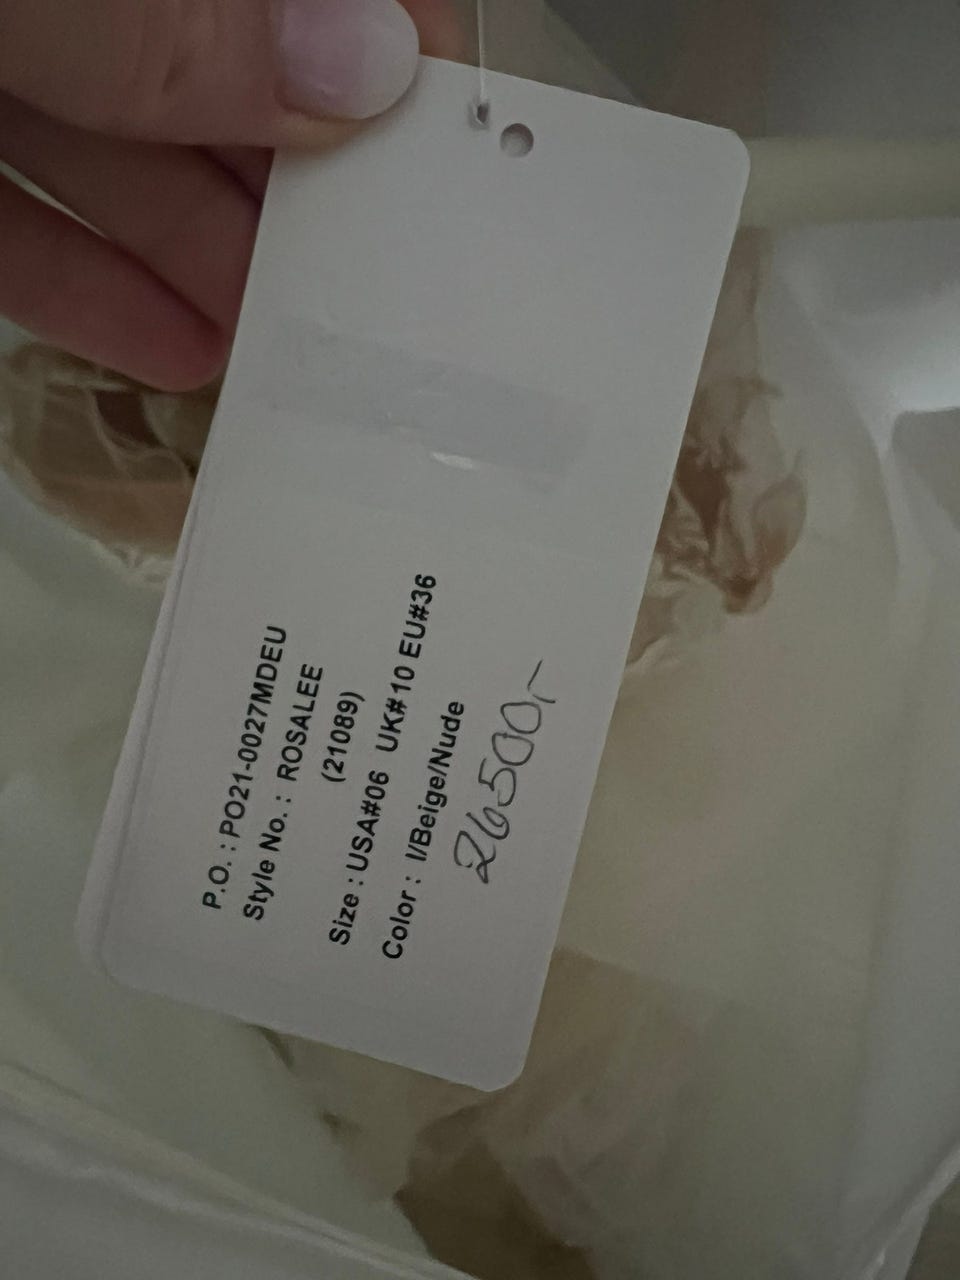 P.O. : PO21-0027MDEU
Style No. : ROSALEE
(21089)
Size : USA#06 UK#10 EU#36
Color : I/Beige/Nude
26500,-